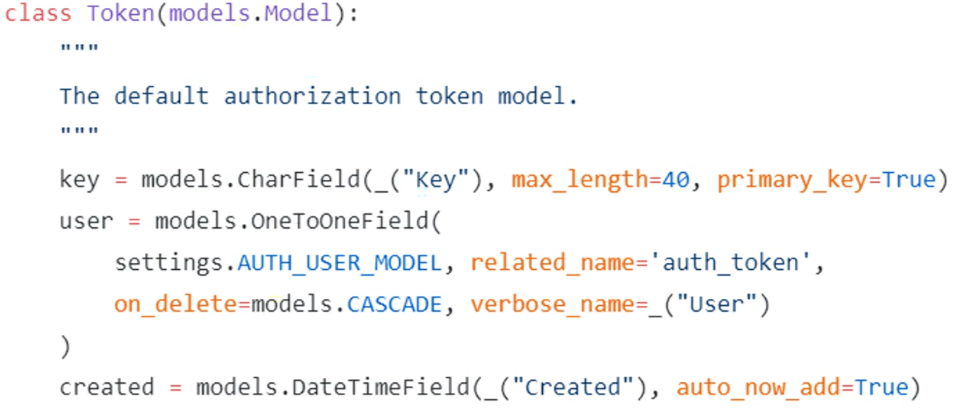 class Token(models.Model):
    """
    The default authorization token model.
    """
    key = models.CharField(_("Key"), max_length=40, primary_key=True)
    user = models.OneToOneField(
        settings.AUTH_USER_MODEL, related_name='auth_token',
        on_delete=models.CASCADE, verbose_name=_("User")
    )
    created = models.DateTimeField(_("Created"), auto_now_add=True)